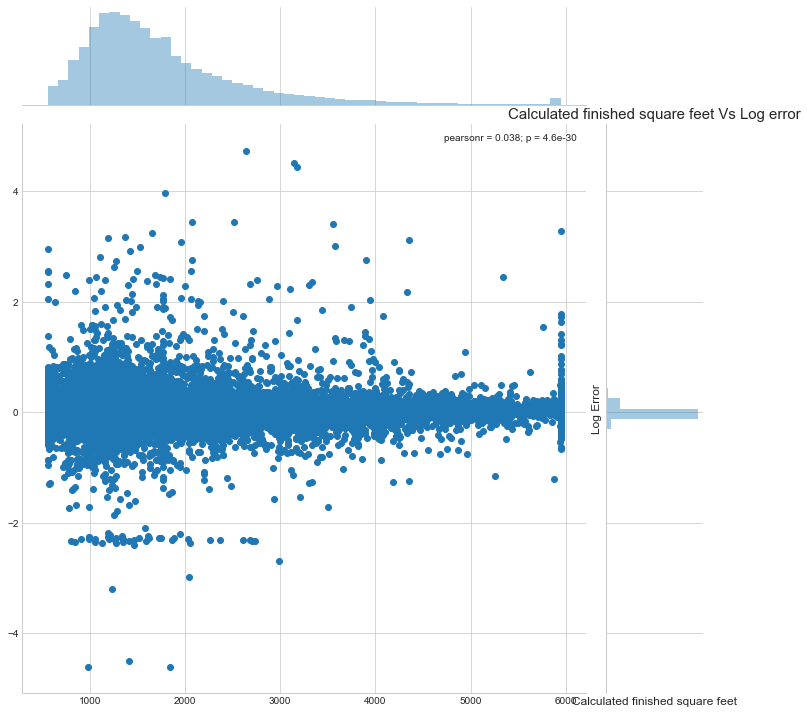 Calculated finished square feet Vs Log error
pearsonr = 0.038; p = 4.6e-30
4
2
0
−2
−4
Log Error
1000 2000 3000 4000 5000 6000
Calculated finished square feet